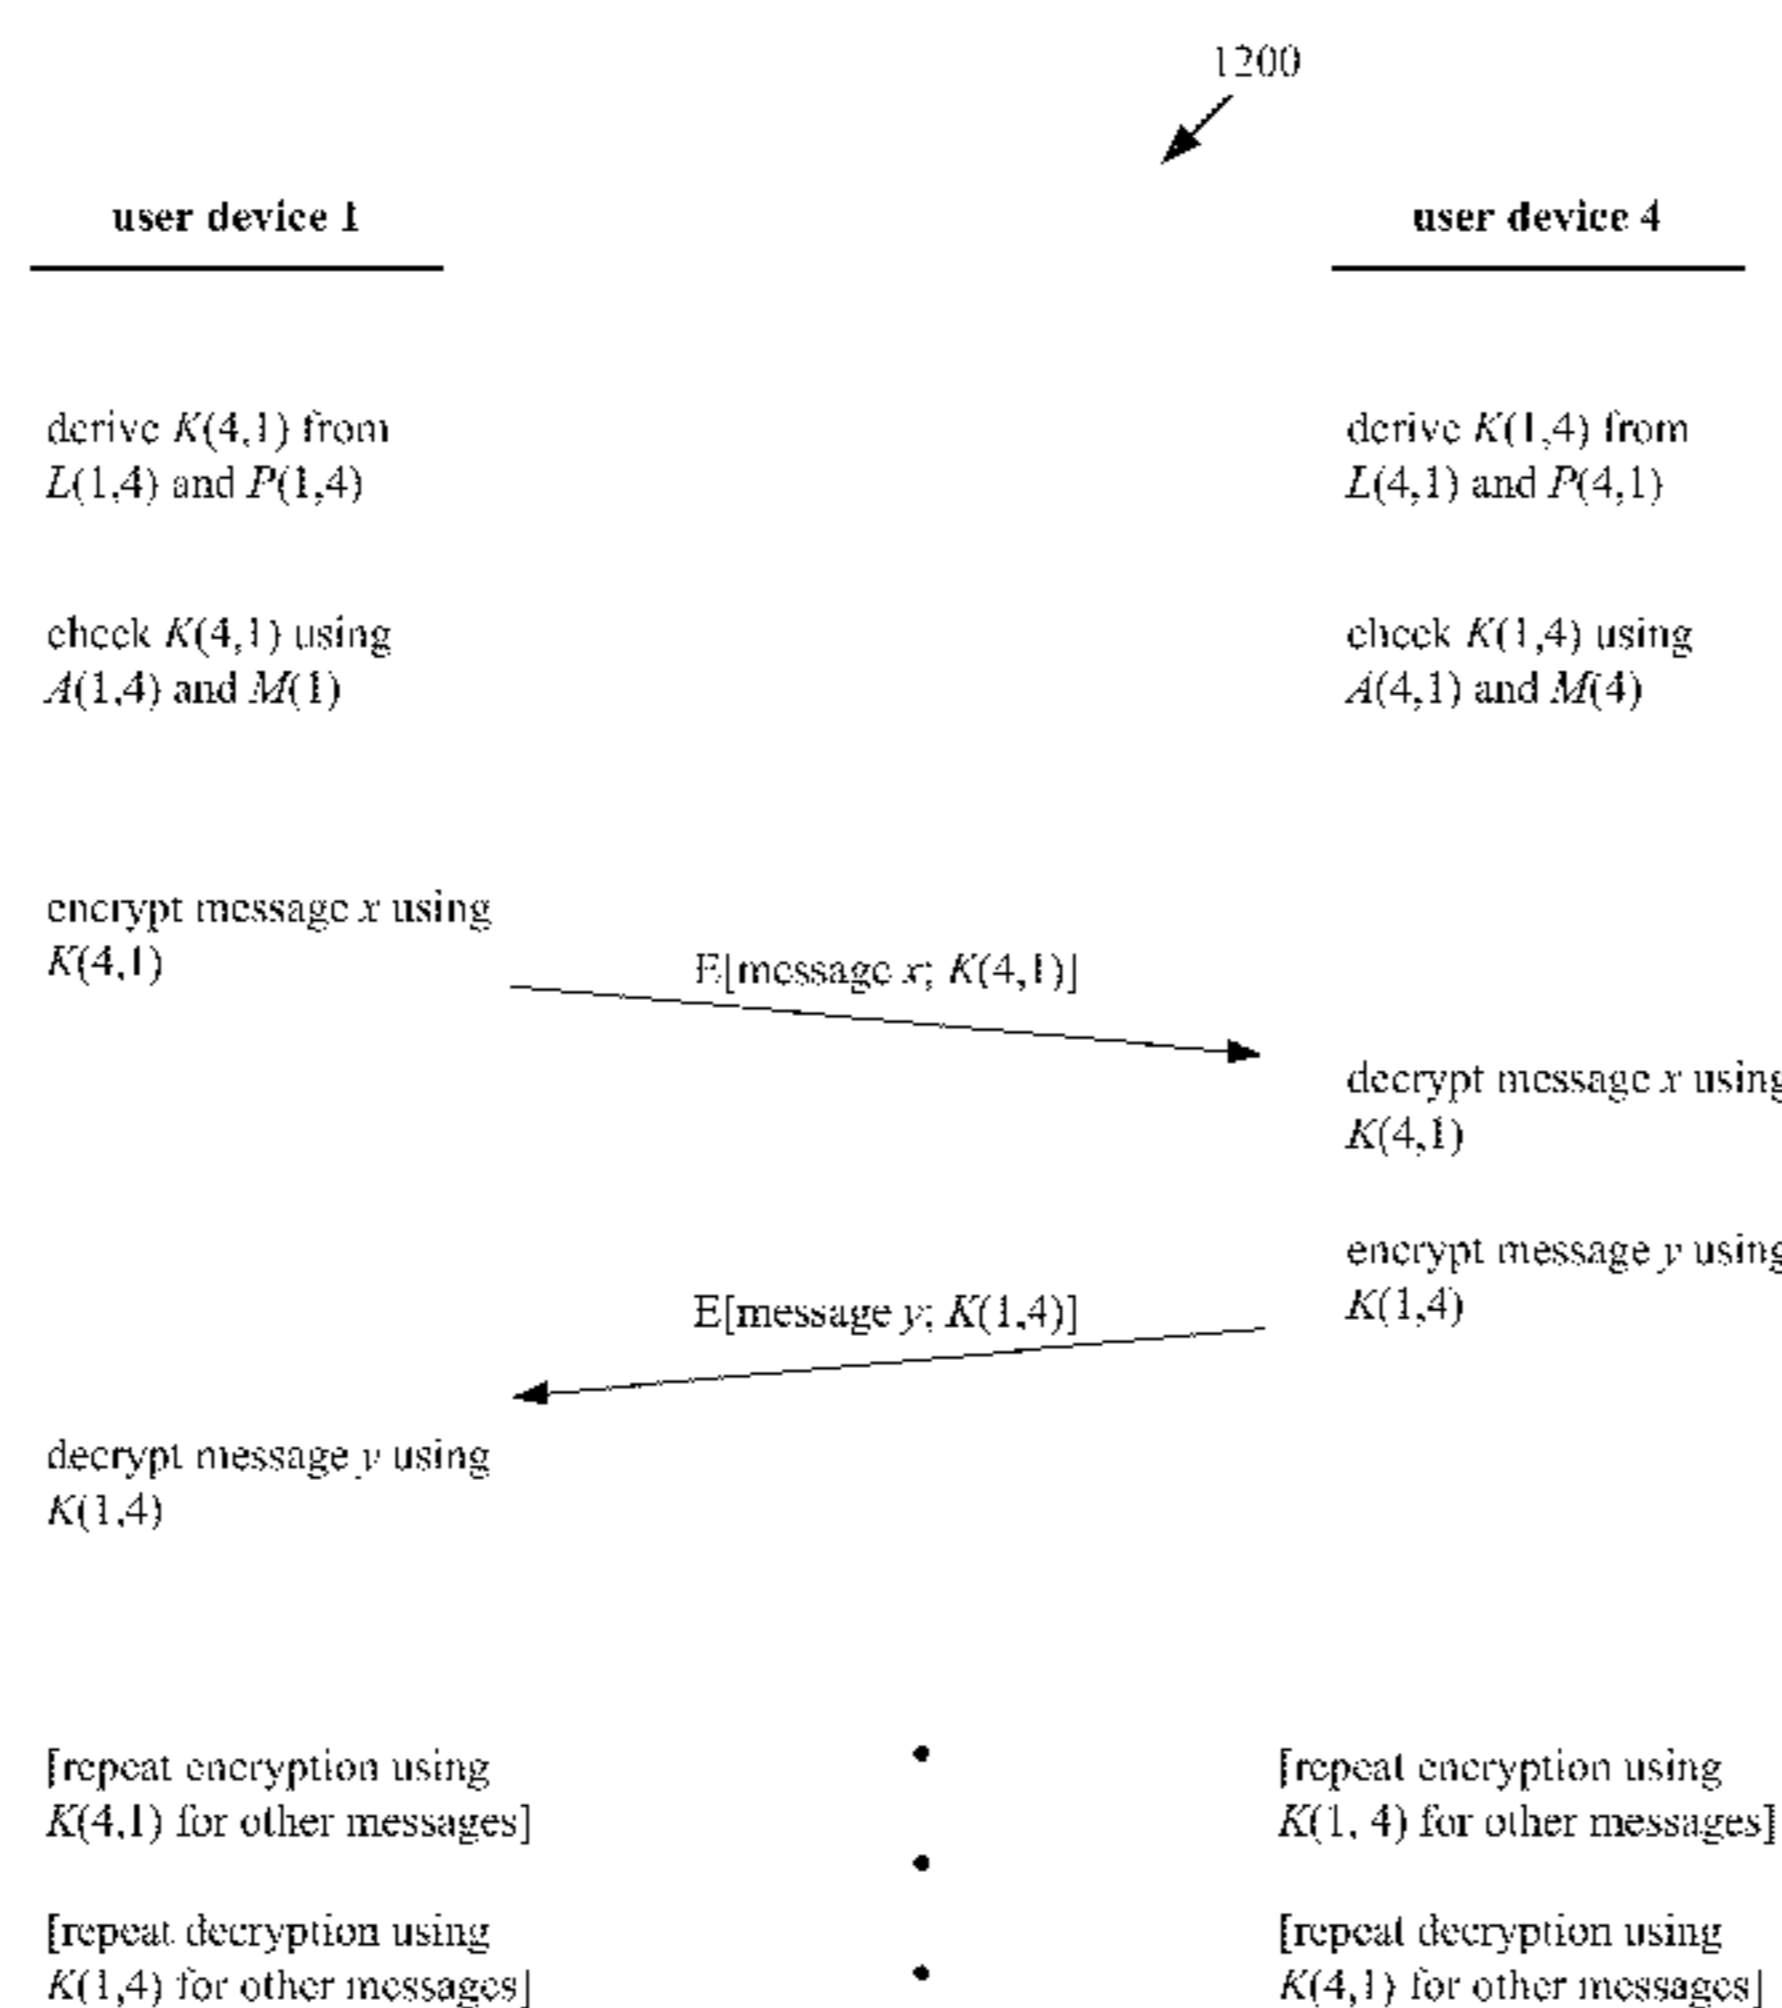 1200
user device 1
user device 4
derive K(4,1) from
L(1,4) and P(1,4)
derive K(1,4) from
L(4,1) and P(4,1)
check K(4,1) using
A(1,4) and M(1)
check K(1,4) using
A(4,1) and M(4)
encrypt message x using
K(4,1)
E[message x; K(4,1)]
decrypt message x using
K(4,1)
encrypt message y using
K(1,4)
E[message y; K(1,4)]
decrypt message y using
K(1,4)
[repeat encryption using
K(4,1) for other messages]
[repeat encryption using
K(1, 4) for other messages]
[repeat decryption using
K(1,4) for other messages]
[repeat decryption using
K(4,1) for other messages]